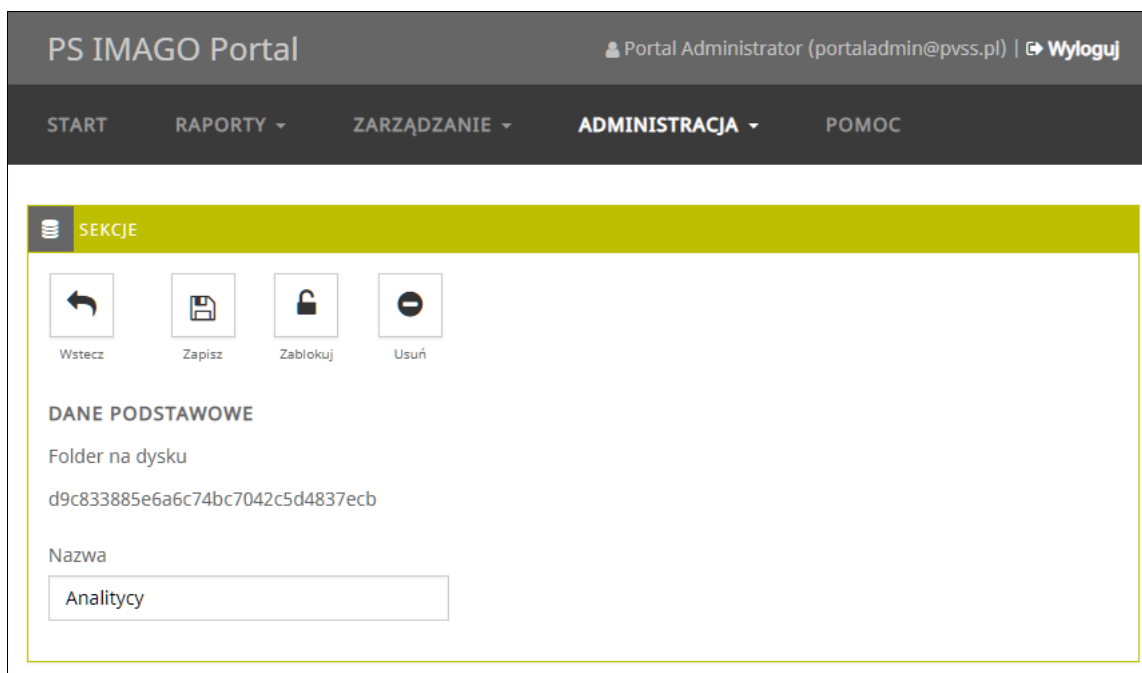 PS IMAGO Portal
Portal Administrator (portaladmin@pvss.pl) | Wyloguj
START RAPORTY ZARZĄDZANIE ADMINISTRACJA POMOC
SEKCJE
Wstecz Zapisz Zablokuj Usuń
DANE PODSTAWOWE
Folder na dysku
d9c833885e6a6c74bc7042c5d4837ecb
Nazwa
Analitycy